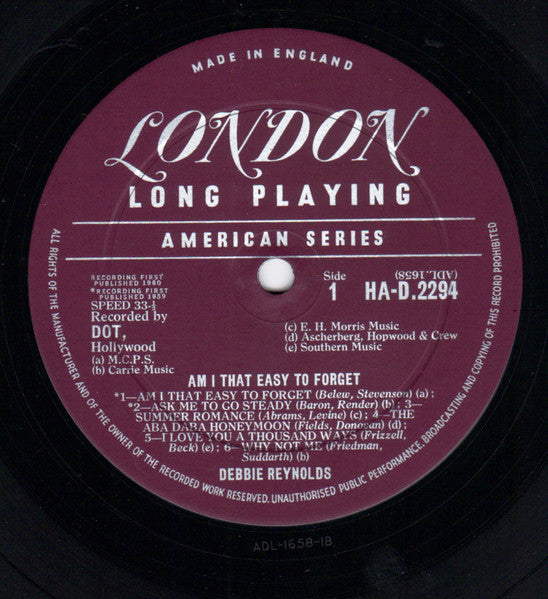 MADE IN ENGLAND
LONDON
LONG PLAYING
AMERICAN SERIES
RECORDING FIRST
PUBLISHED 1960
*RECORDING FIRST
PUBLISHED 1959
SPEED 33⅓
Recorded by
DOT,
Hollywood
(a) M.C.P.S.
(b) Carrie Music
Side
1
(ADL.1658)
HA-D.2294
(c) E. H. Morris Music
(d) Ascherberg, Hopwood & Crew
(e) Southern Music
AM I THAT EASY TO FORGET
*1—AM I THAT EASY TO FORGET (Belew, Stevenson) (a);
*2—ASK ME TO GO STEADY (Baron, Render) (b); 3—
SUMMER ROMANCE (Abrams, Levine) (c); 4—THE
ABA DABA HONEYMOON (Fields, Donovan) (d);
5—I LOVE YOU A THOUSAND WAYS (Frizzell,
Beck) (e); 6—WHY NOT ME (Friedman,
Suddarth) (b)
DEBBIE REYNOLDS
ALL RIGHTS OF THE MANUFACTURER AND OF THE OWNER OF THE RECORDED WORK RESERVED. UNAUTHORISED PUBLIC PERFORMANCE, BROADCASTING AND COPYING OF THIS RECORD PROHIBITED
ADL-1658-1B